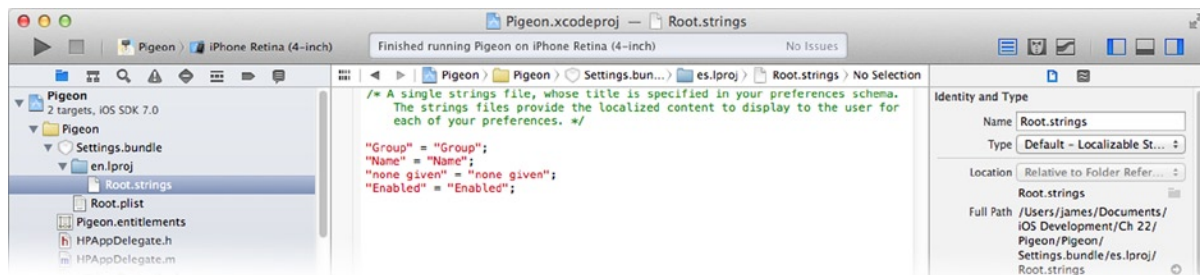 Pigeon.xcodeproj — Root.strings
Pigeon 〉 iPhone Retina (4-inch)
Finished running Pigeon on iPhone Retina (4-inch)
No Issues
Pigeon
2 targets, iOS SDK 7.0
Pigeon
Settings.bundle
en.lproj
Root.strings
Root.plist
Pigeon.entitlements
HPAppDelegate.h
HPAppDelegate.m
Pigeon 〉 Pigeon 〉 Settings.bun...〉 es.lproj 〉 Root.strings 〉 No Selection
/* A single strings file, whose title is specified in your preferences schema.
The strings files provide the localized content to display to the user for
each of your preferences. */
"Group" = "Group";
"Name" = "Name";
"none given" = "none given";
"Enabled" = "Enabled";
Identity and Type
Name Root.strings
Type Default - Localizable St...
Location Relative to Folder Refer...
Root.strings
Full Path /Users/james/Documents/
iOS Development/Ch 22/
Pigeon/Pigeon/
Settings.bundle/es.lproj/
Root.strings